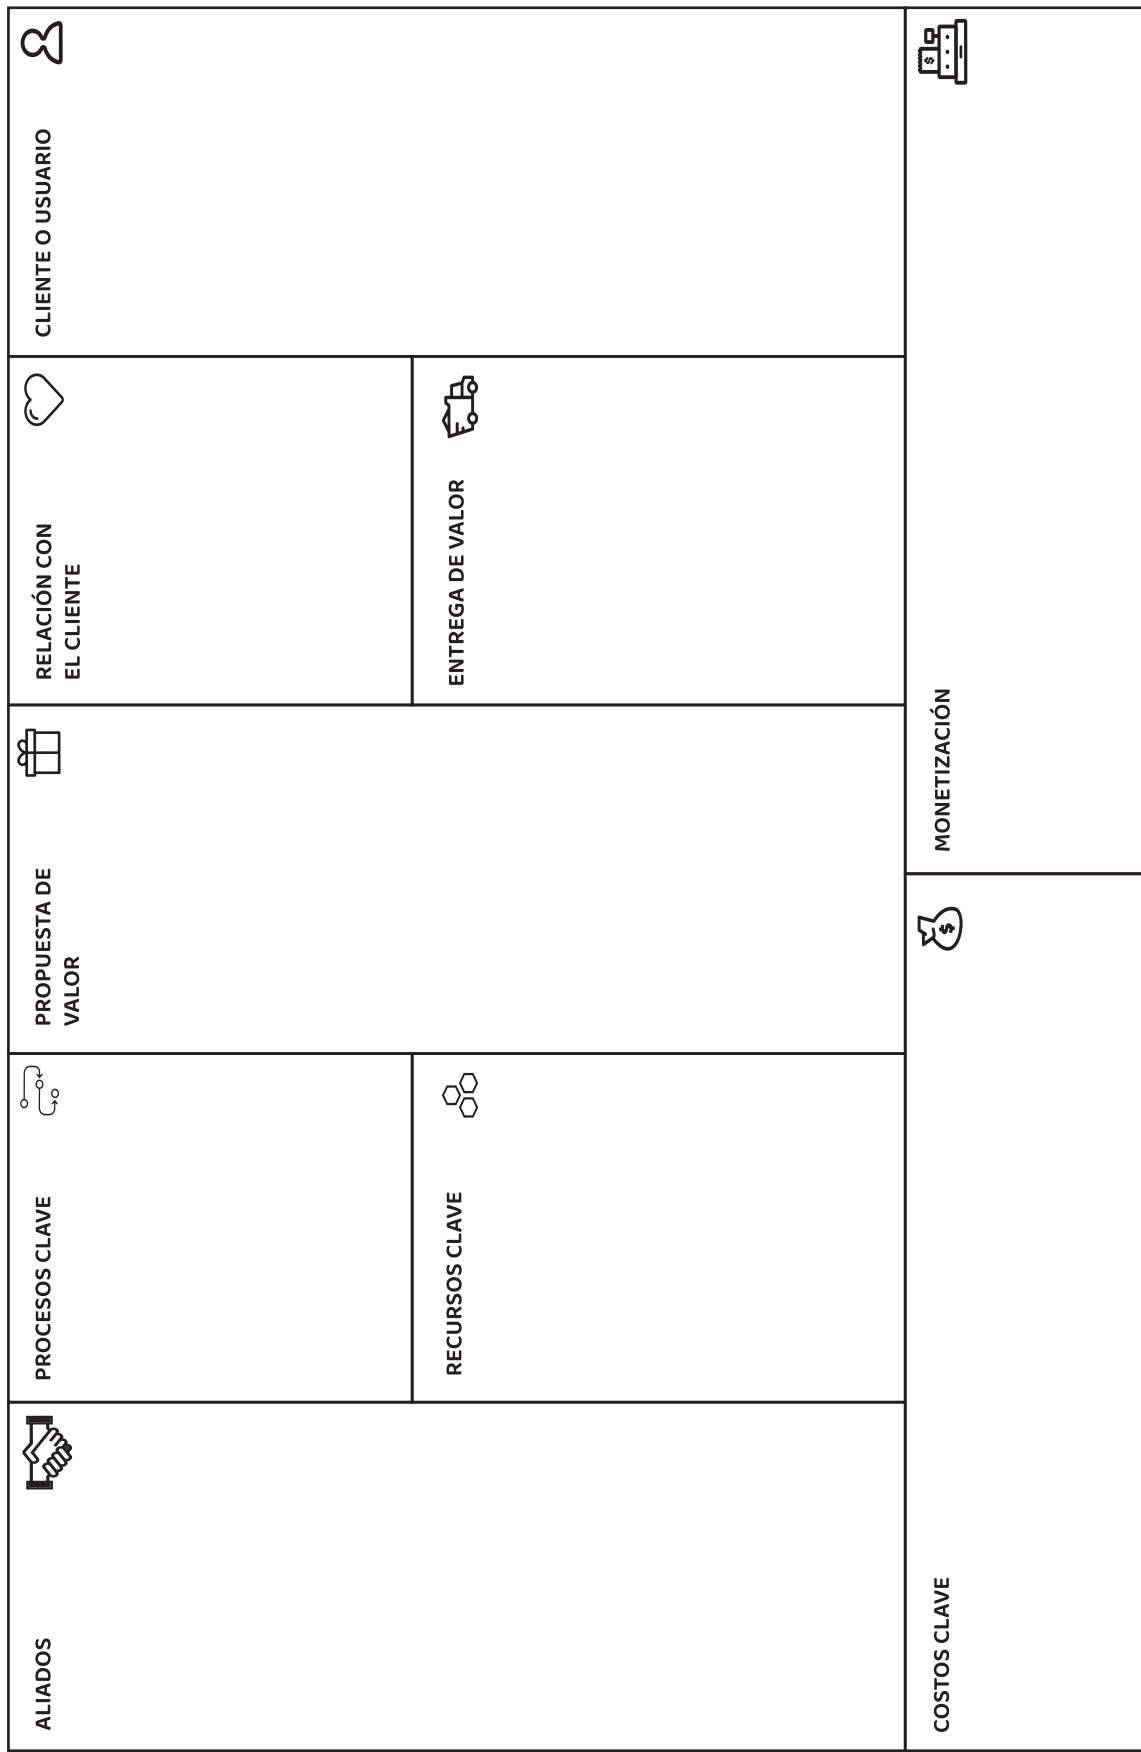 ALIADOS
PROCESOS CLAVE
RECURSOS CLAVE
PROPUESTA DE
VALOR
RELACIÓN CON
EL CLIENTE
ENTREGA DE VALOR
CLIENTE O USUARIO
COSTOS CLAVE
$
MONETIZACIÓN
$